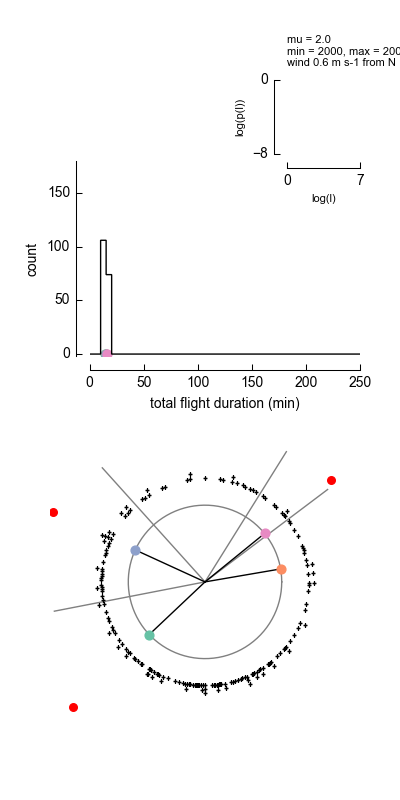 mu = 2.0
min = 2000, max = 200
wind 0.6 m s-1 from N
0
log(p(l))
−8
0 7
log(l)
150
100
50
0
count
0 50 100 150 200 250
total flight duration (min)